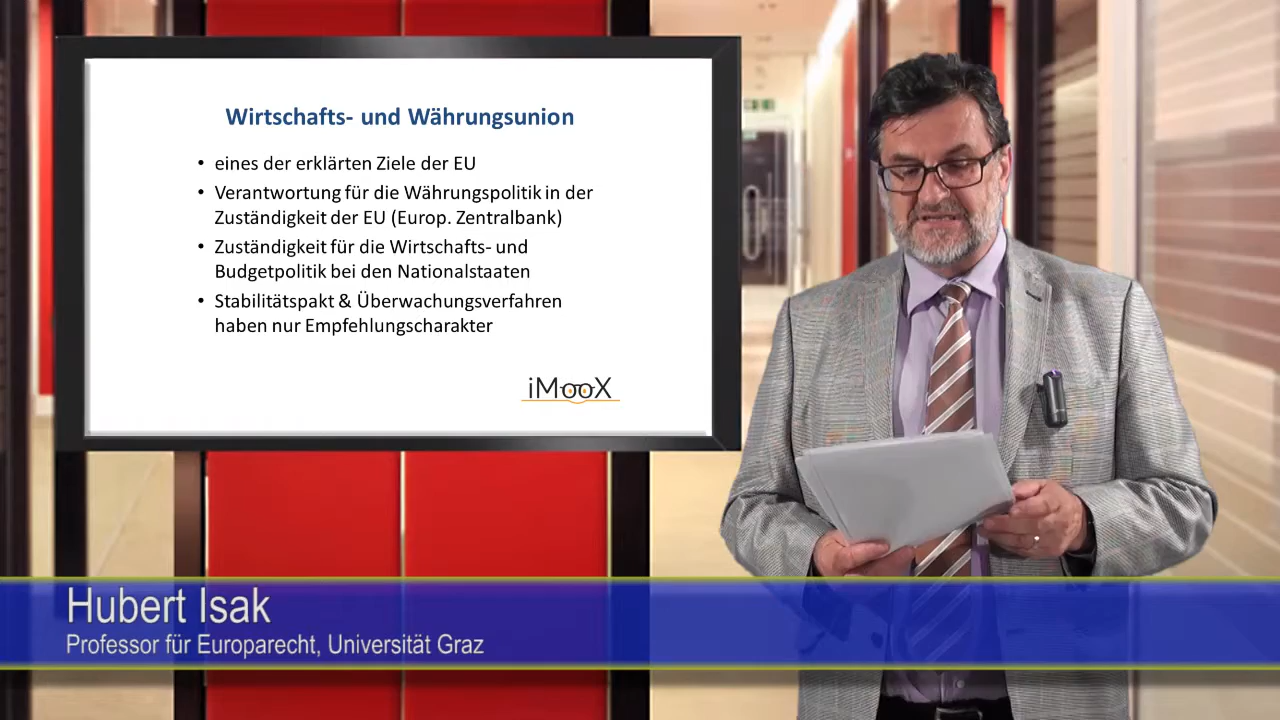 Wirtschafts- und Währungsunion
• eines der erklärten Ziele der EU
• Verantwortung für die Währungspolitik in der
Zuständigkeit der EU (Europ. Zentralbank)
• Zuständigkeit für die Wirtschafts- und
Budgetpolitik bei den Nationalstaaten
• Stabilitätspakt & Überwachungsverfahren
haben nur Empfehlungscharakter
iMooX
Hubert Isak
Professor für Europarecht, Universität Graz